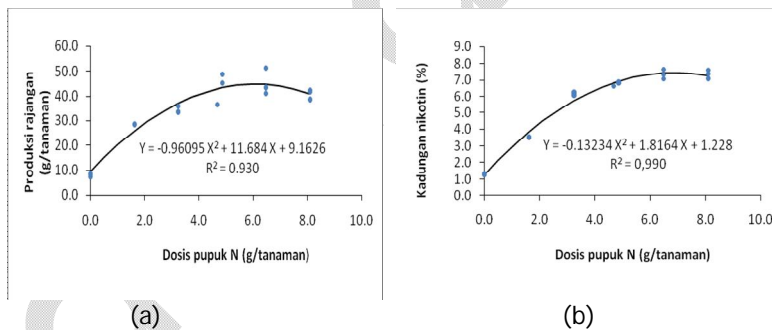 60.0
50.0
40.0
30.0
20.0
10.0
0.0
Produksi rajangan
(g/tanaman)
Y = -0.96095 X² + 11.684 X + 9.1626
R² = 0.930
0.0 2.0 4.0 6.0 8.0 10.0
Dosis pupuk N (g/tanaman)
(a)
9.0
8.0
7.0
6.0
5.0
4.0
3.0
2.0
1.0
0.0
Kadungan nikotin (%)
Y = -0.13234 X² + 1.8164 X + 1.228
R² = 0,990
0.0 2.0 4.0 6.0 8.0 10.0
Dosis pupuk N (g/tanaman)
(b)